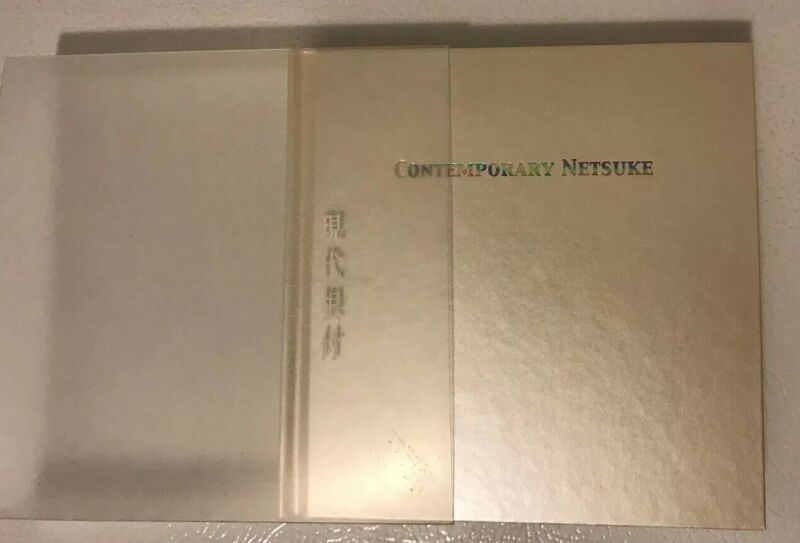 CONTEMPORARY NETSUKE
現代根付